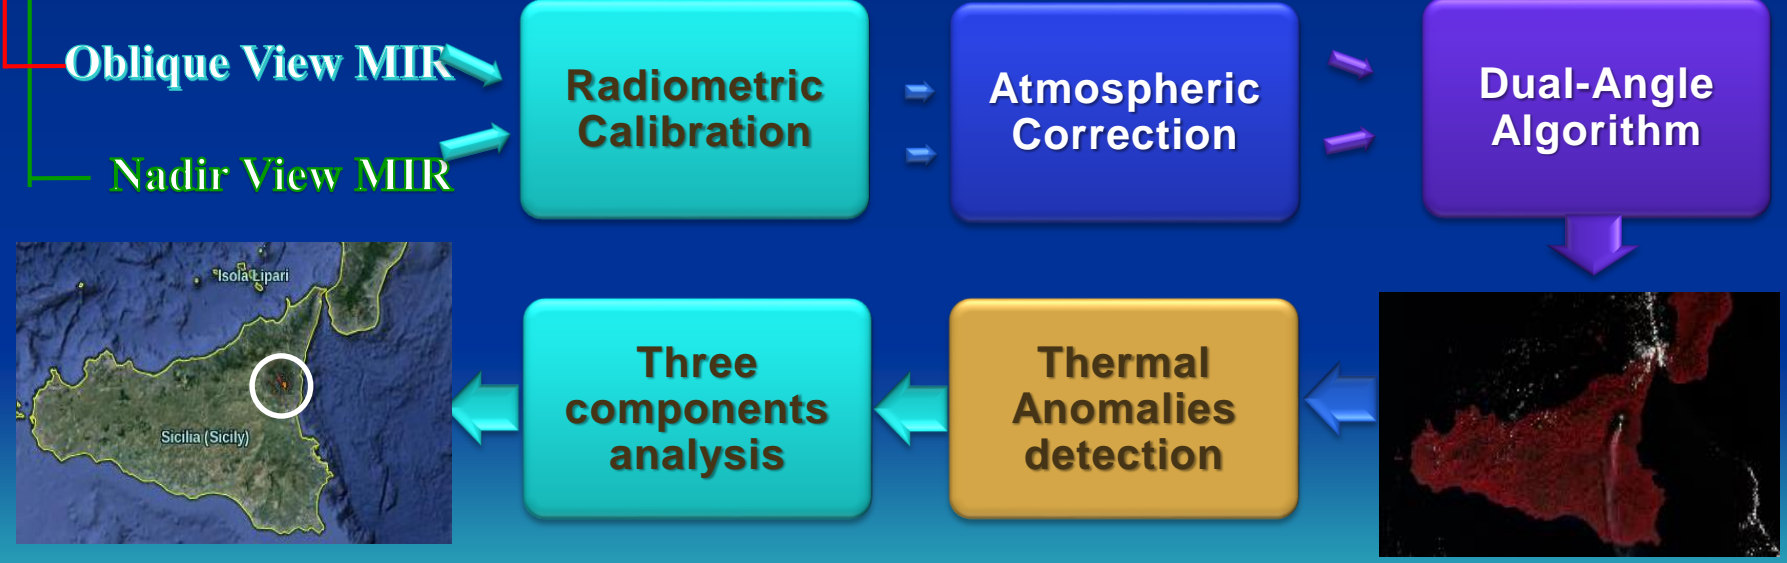 Oblique View MIR
Nadir View MIR
Radiometric
Calibration
Atmospheric
Correction
Dual-Angle
Algorithm
Isola Lipari
Sicilia (Sicily)
Three
components
analysis
Thermal
Anomalies
detection